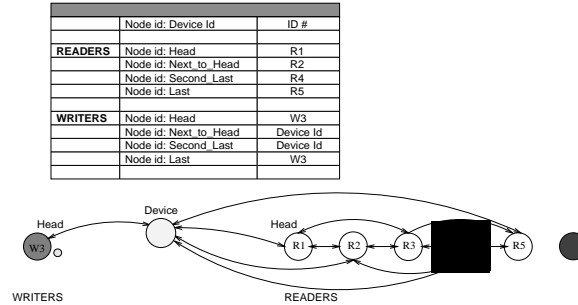 Node id: Device Id ID #
READERS Node id: Head R1
Node id: Next_to_Head R2
Node id: Second_Last R4
Node id: Last R5
WRITERS Node id: Head W3
Node id: Next_to_Head Device Id
Node id: Second_Last Device Id
Node id: Last W3
Device
Head Head
W3 R1 R2 R3 R5
WRITERS READERS